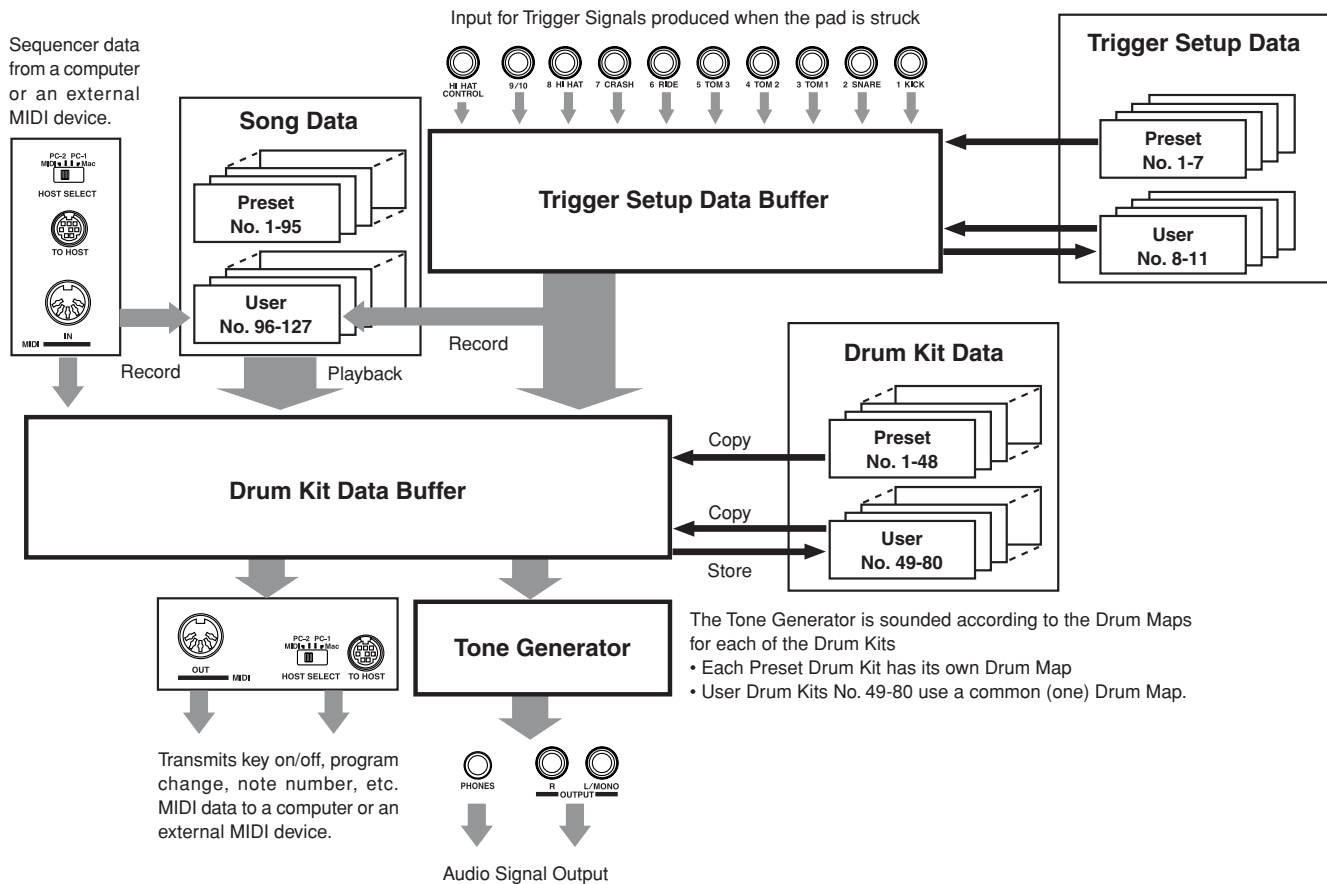 Input for Trigger Signals produced when the pad is struck
Sequencer data
from a computer
or an external
MIDI device.
HI HAT
CONTROL
9/10
8 HI HAT
7 CRASH
6 RIDE
5 TOM 3
4 TOM 2
3 TOM 1
2 SNARE
1 KICK
Trigger Setup Data
Preset
No. 1-7
User
No. 8-11
Song Data
Preset
No. 1-95
User
No. 96-127
PC-2 PC-1
MIDI Mac
HOST SELECT
TO HOST
IN
MIDI
Trigger Setup Data Buffer
Record
Record
Playback
Drum Kit Data
Preset
No. 1-48
User
No. 49-80
Copy
Copy
Store
Drum Kit Data Buffer
OUT
MIDI
PC-2 PC-1
MIDI Mac
HOST SELECT
TO HOST
Tone Generator
The Tone Generator is sounded according to the Drum Maps
for each of the Drum Kits
• Each Preset Drum Kit has its own Drum Map
• User Drum Kits No. 49-80 use a common (one) Drum Map.
Transmits key on/off, program
change, note number, etc.
MIDI data to a computer or an
external MIDI device.
PHONES
R
L/MONO
OUTPUT
Audio Signal Output